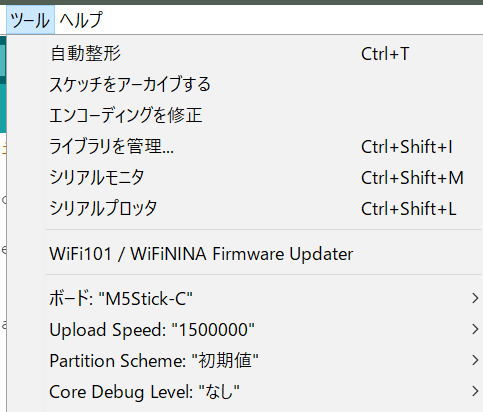 ツール ヘルプ
自動整形 Ctrl+T
スケッチをアーカイブする
エンコーディングを修正
ライブラリを管理... Ctrl+Shift+I
シリアルモニタ Ctrl+Shift+M
シリアルプロッタ Ctrl+Shift+L
WiFi101 / WiFiNINA Firmware Updater
ボード: "M5Stick-C"
Upload Speed: "1500000"
Partition Scheme: "初期値"
Core Debug Level: "なし"